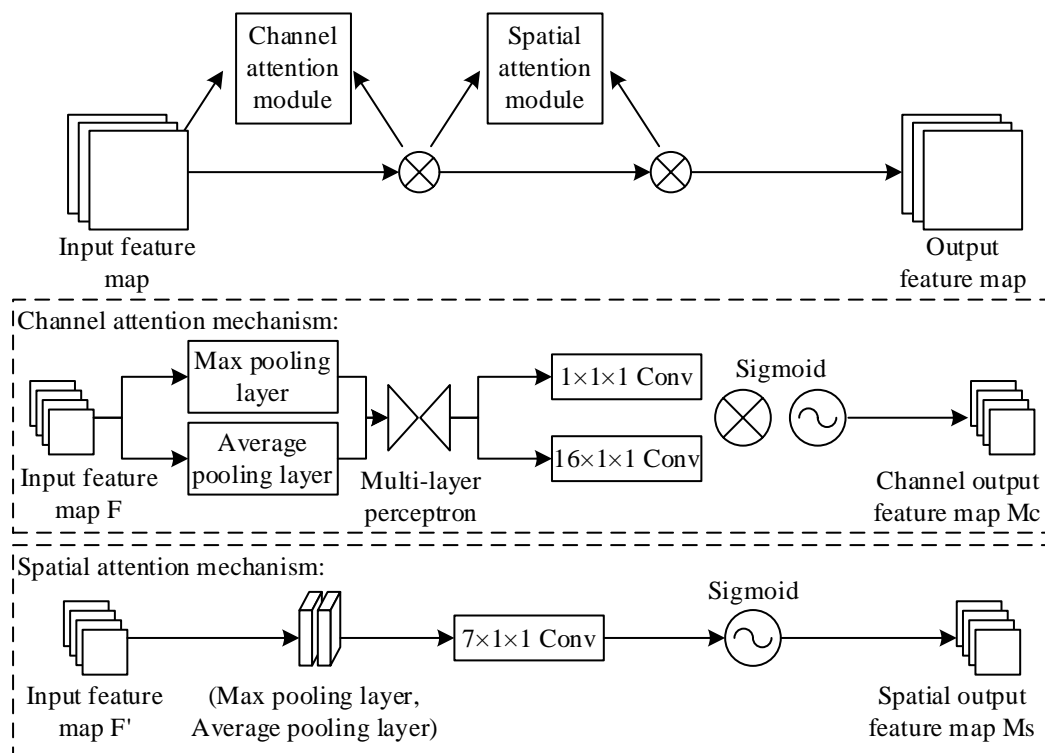 Channel
attention
module
Spatial
attention
module
Input feature
map
Output
feature map
Channel attention mechanism:
Max pooling
layer
Average
pooling layer
Input feature
map F
Multi-layer
perceptron
1×1×1 Conv
16×1×1 Conv
Sigmoid
Channel output
feature map Mc
Spatial attention mechanism:
Input feature
map F'
(Max pooling layer,
Average pooling layer)
7×1×1 Conv
Sigmoid
Spatial output
feature map Ms